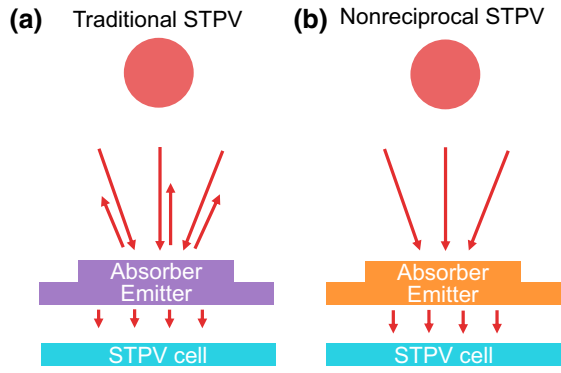 (a) Traditional STPV
(b) Nonreciprocal STPV
Absorber
Emitter
STPV cell
Absorber
Emitter
STPV cell